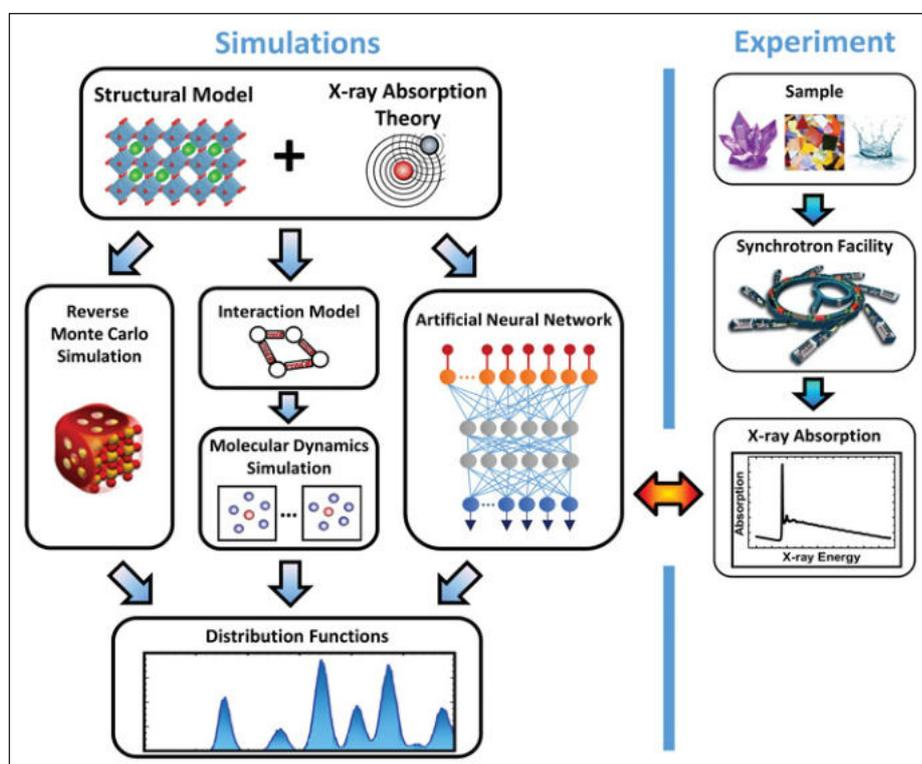 Simulations
Structural Model
+
X-ray Absorption
Theory
Reverse
Monte Carlo
Simulation
Interaction Model
Molecular Dynamics
Simulation
...
Artificial Neural Network
...
...
Distribution Functions
Experiment
Sample
Synchrotron Facility
X-ray Absorption
Absorption
X-ray Energy